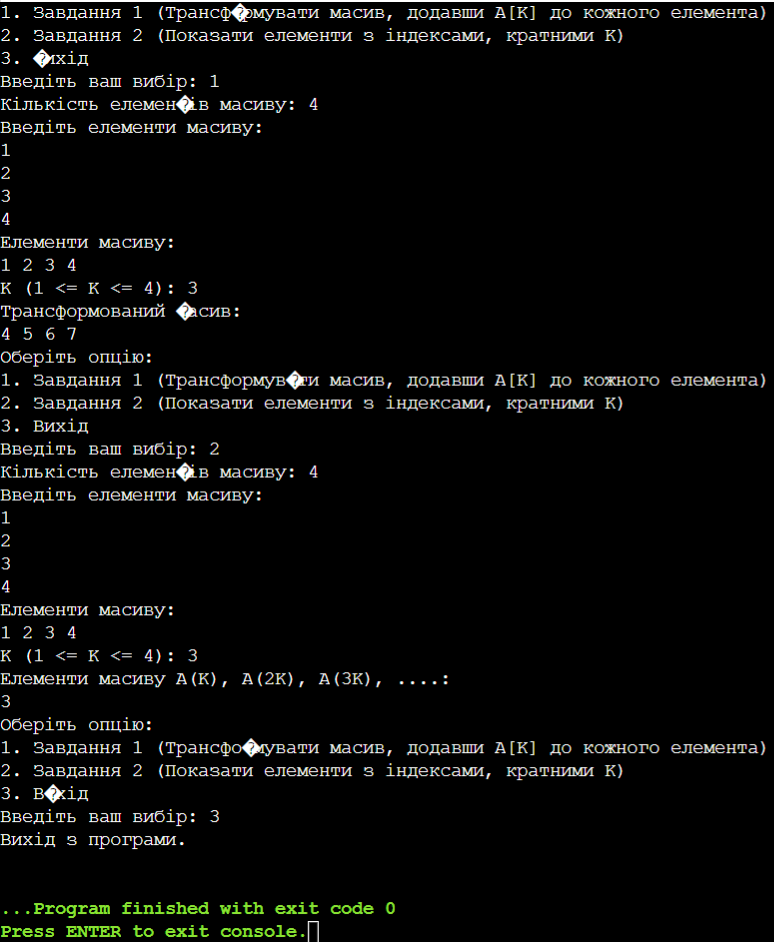 1. Завдання 1 (Трансф�рмувати масив, додавши A[K] до кожного елемента)
2. Завдання 2 (Показати елементи з індексами, кратними K)
3. �ихід
Введіть ваш вибір: 1
Кількість елемен�ів масиву: 4
Введіть елементи масиву:
1
2
3
4
Елементи масиву:
1 2 3 4
K (1 <= K <= 4): 3
Трансформований �асив:
4 5 6 7
Оберіть опцію:
1. Завдання 1 (Трансформув�ти масив, додавши A[K] до кожного елемента)
2. Завдання 2 (Показати елементи з індексами, кратними K)
3. Вихід
Введіть ваш вибір: 2
Кількість елемен�ів масиву: 4
Введіть елементи масиву:
1
2
3
4
Елементи масиву:
1 2 3 4
K (1 <= K <= 4): 3
Елементи масиву A(K), A(2K), A(3K), ....:
3
Оберіть опцію:
1. Завдання 1 (Трансфо�мувати масив, додавши A[K] до кожного елемента)
2. Завдання 2 (Показати елементи з індексами, кратними K)
3. В�хід
Введіть ваш вибір: 3
Вихід з програми.
...Program finished with exit code 0
Press ENTER to exit console.